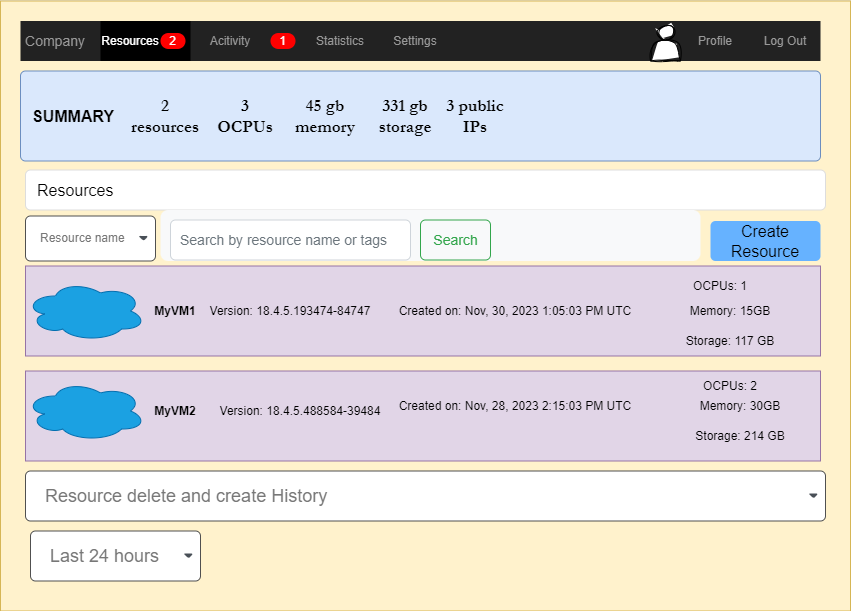 Company Resources 2 Acitivity 1 Statistics Settings Profile Log Out
SUMMARY
2 resources
3 OCPUs
45 gb memory
331 gb storage
3 public IPs
Resources
Resource name
Search by resource name or tags
Search
Create
Resource
MyVM1 Version: 18.4.5.193474-84747 Created on: Nov, 30, 2023 1:05:03 PM UTC
OCPUs: 1
Memory: 15GB
Storage: 117 GB
MyVM2 Version: 18.4.5.488584-39484 Created on: Nov, 28, 2023 2:15:03 PM UTC
OCPUs: 2
Memory: 30GB
Storage: 214 GB
Resource delete and create History
Last 24 hours